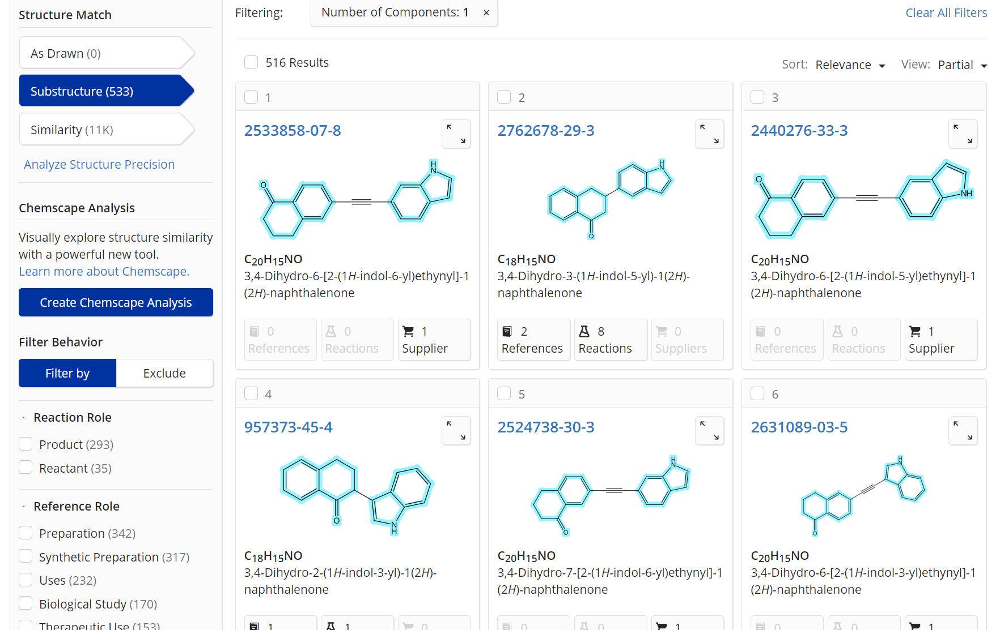 Structure Match
As Drawn (0)
Substructure (533)
Similarity (11K)
Analyze Structure Precision
Chemscape Analysis
Visually explore structure similarity
with a powerful new tool.
Learn more about Chemscape.
Create Chemscape Analysis
Filter Behavior
Filter by
Exclude
Reaction Role
Product (293)
Reactant (35)
Reference Role
Preparation (342)
Synthetic Preparation (317)
Uses (232)
Biological Study (170)
Therapeutic Use (153)
Filtering:
Number of Components: 1 ×
Clear All Filters
516 Results
Sort: Relevance
View: Partial
1
2533858-07-8
O
H
N
C20H15NO
3,4-Dihydro-6-[2-(1H-indol-6-yl)ethynyl]-1
(2H)-naphthalenone
0 References
0 Reactions
1 Supplier
2
2762678-29-3
H
N
O
C18H15NO
3,4-Dihydro-3-(1H-indol-5-yl)-1(2H)-
naphthalenone
2 References
8 Reactions
0 Suppliers
3
2440276-33-3
O
NH
C20H15NO
3,4-Dihydro-6-[2-(1H-indol-5-yl)ethynyl]-1
(2H)-naphthalenone
0 References
0 Reactions
1 Supplier
4
957373-45-4
O
N
H
C18H15NO
3,4-Dihydro-2-(1H-indol-3-yl)-1(2H)-
naphthalenone
1
1
0
5
2524738-30-3
H
N
O
C20H15NO
3,4-Dihydro-7-[2-(1H-indol-6-yl)ethynyl]-1
(2H)-naphthalenone
0
0
1
6
2631089-03-5
H
N
O
C20H15NO
3,4-Dihydro-6-[2-(1H-indol-3-yl)ethynyl]-1
(2H)-naphthalenone
0
0
1